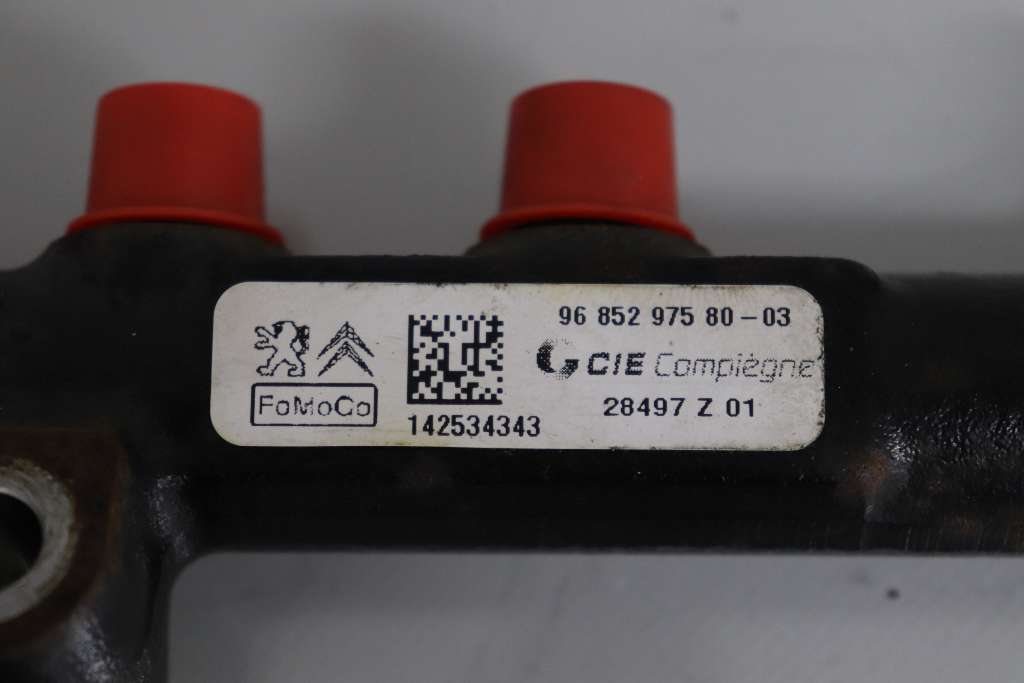 FoMoCo
142534343
96 852 975 80-03
CIE Compiègne
28497 Z 01